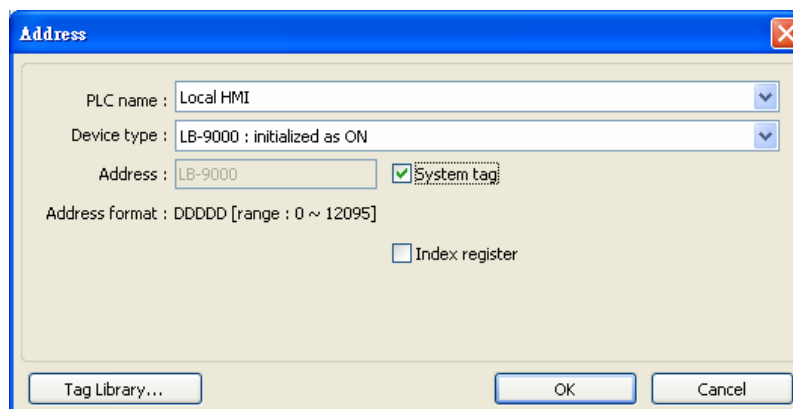 Address
PLC name : Local HMI
Device type : LB-9000 : initialized as ON
Address : LB-9000 System tag
Address format : DDDDD [range : 0 ~ 12095]
Index register
Tag Library... OK Cancel